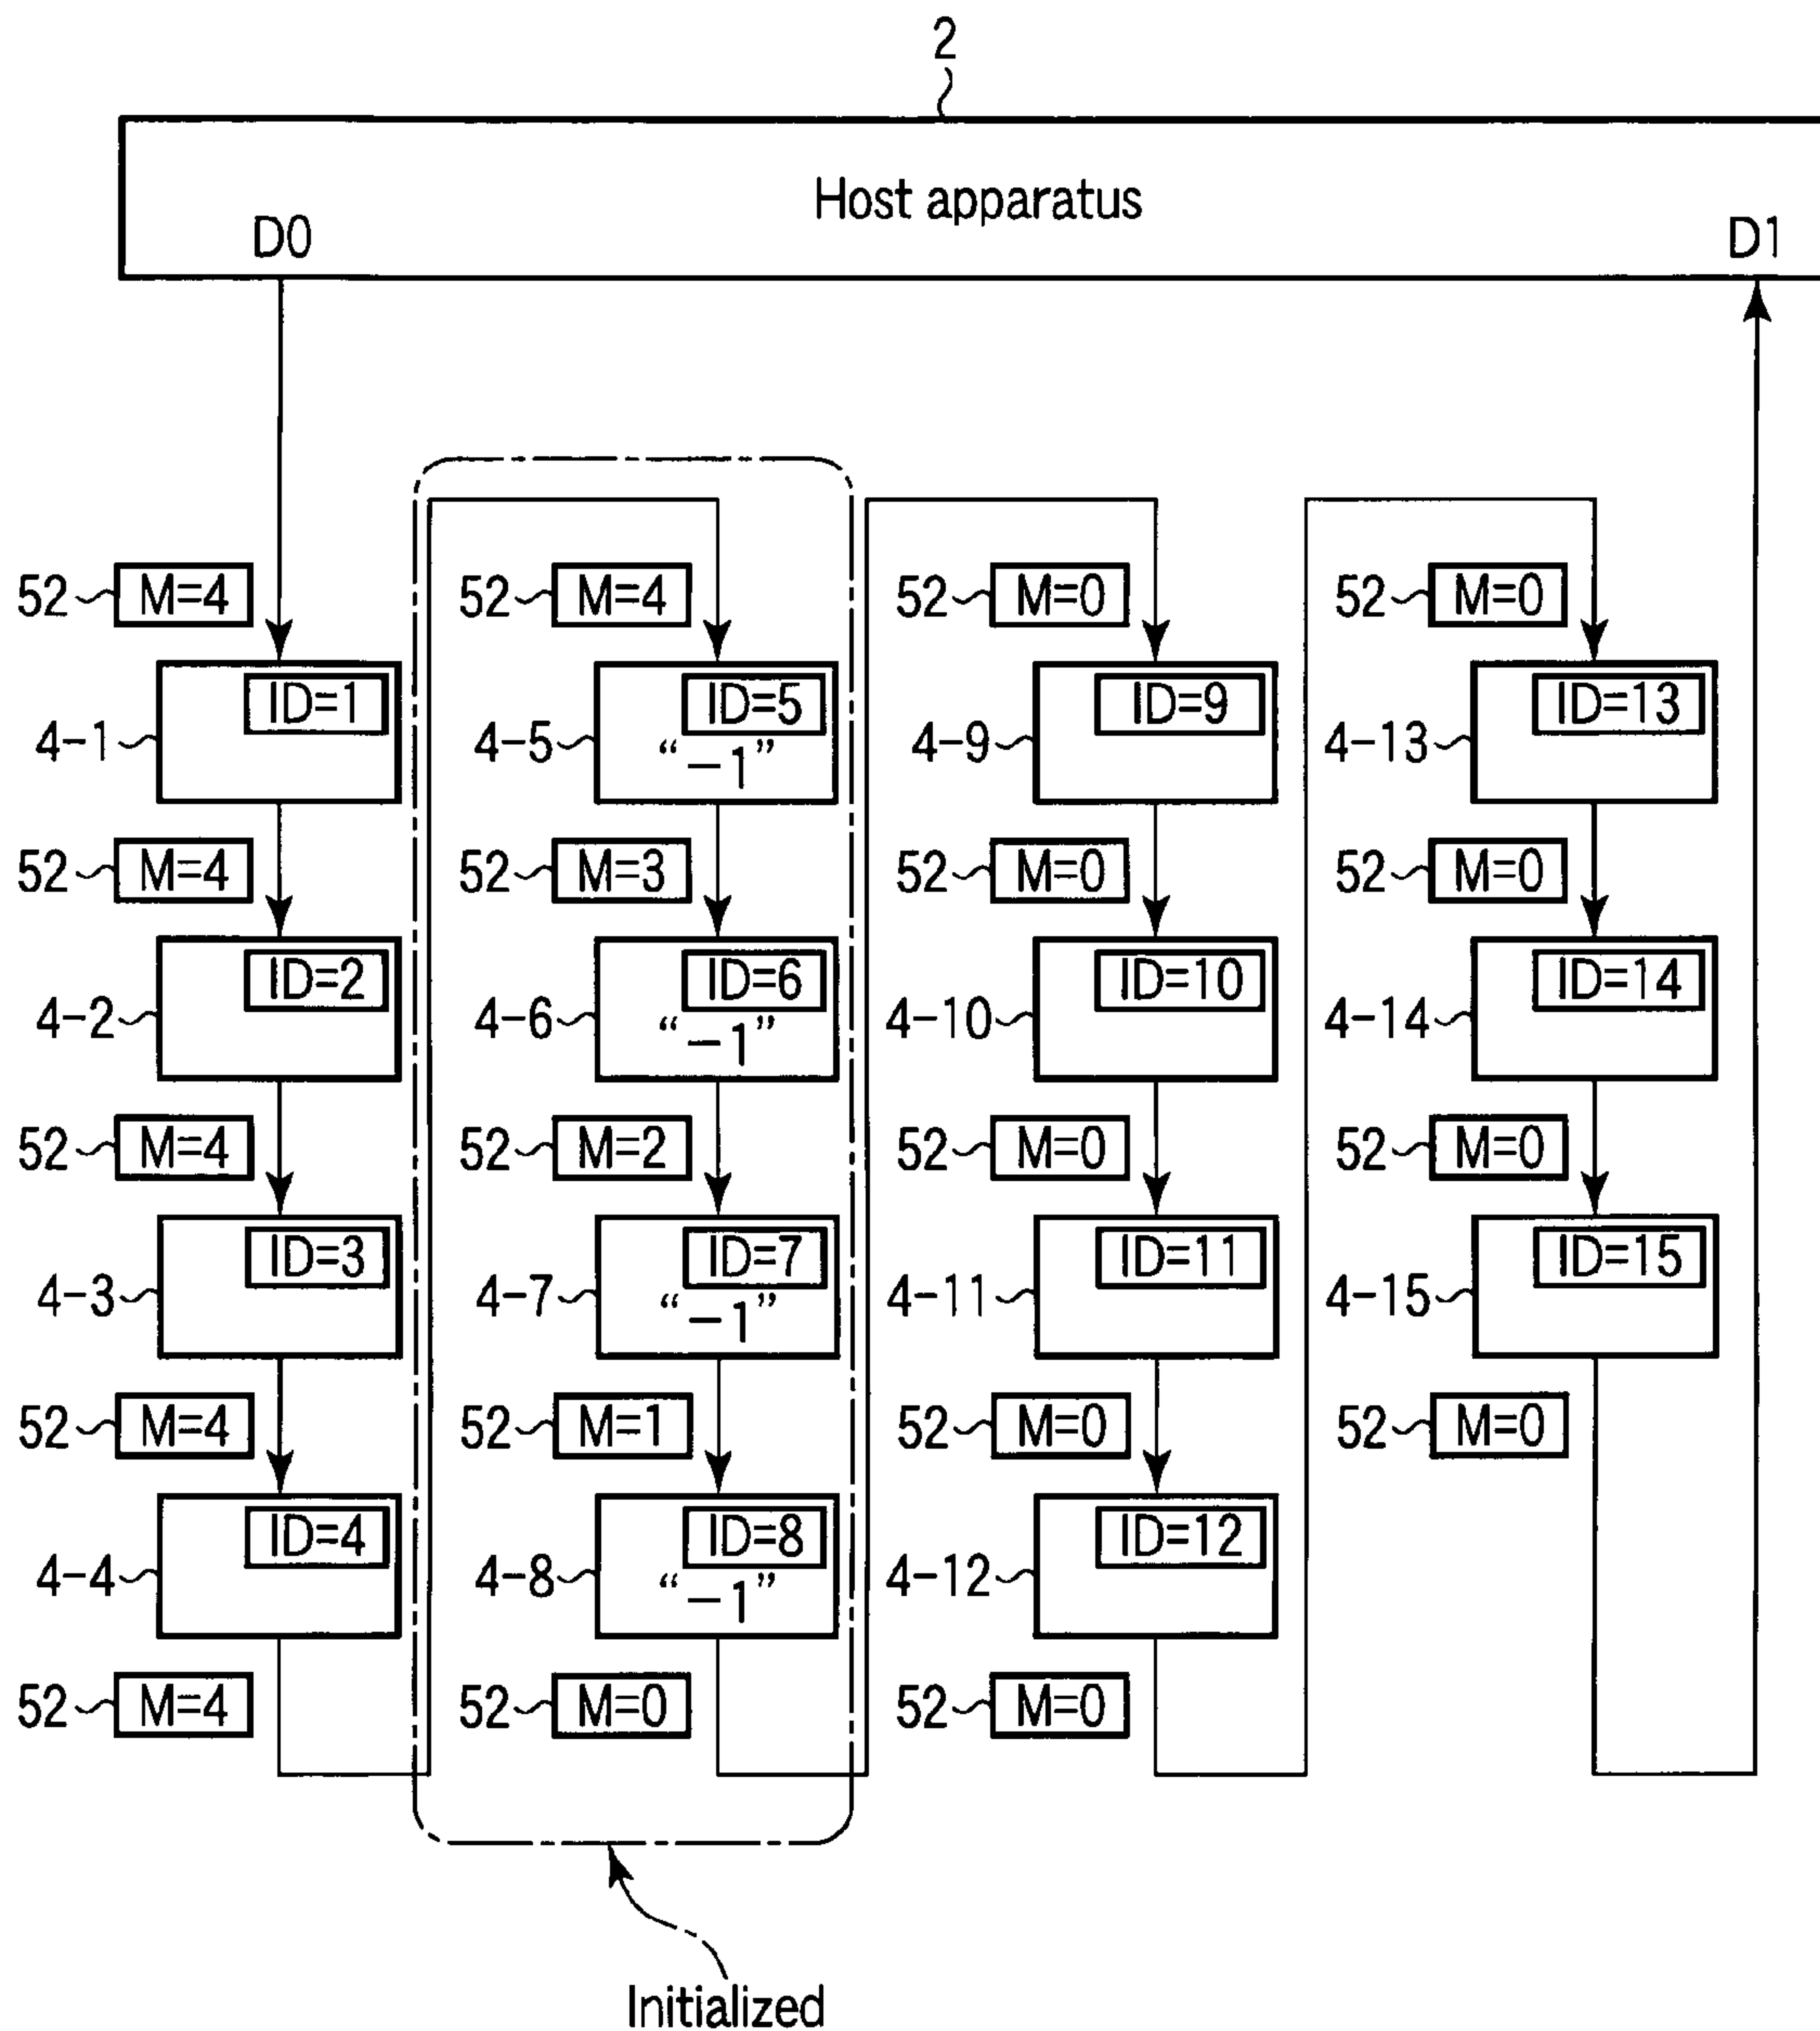 2
Host apparatus
D0
D1
52 M=4
52 M=4
52 M=0
52 M=0
ID=1
ID=5
ID=9
ID=13
4-1
4-5 “-1”
4-9
4-13
52 M=4
52 M=3
52 M=0
52 M=0
ID=2
ID=6
ID=10
ID=14
4-2
4-6 “-1”
4-10
4-14
52 M=4
52 M=2
52 M=0
52 M=0
ID=3
ID=7
ID=11
ID=15
4-3
4-7 “-1”
4-11
4-15
52 M=4
52 M=1
52 M=0
52 M=0
ID=4
ID=8
ID=12
4-4
4-8 “-1”
4-12
52 M=4
52 M=0
52 M=0
Initialized